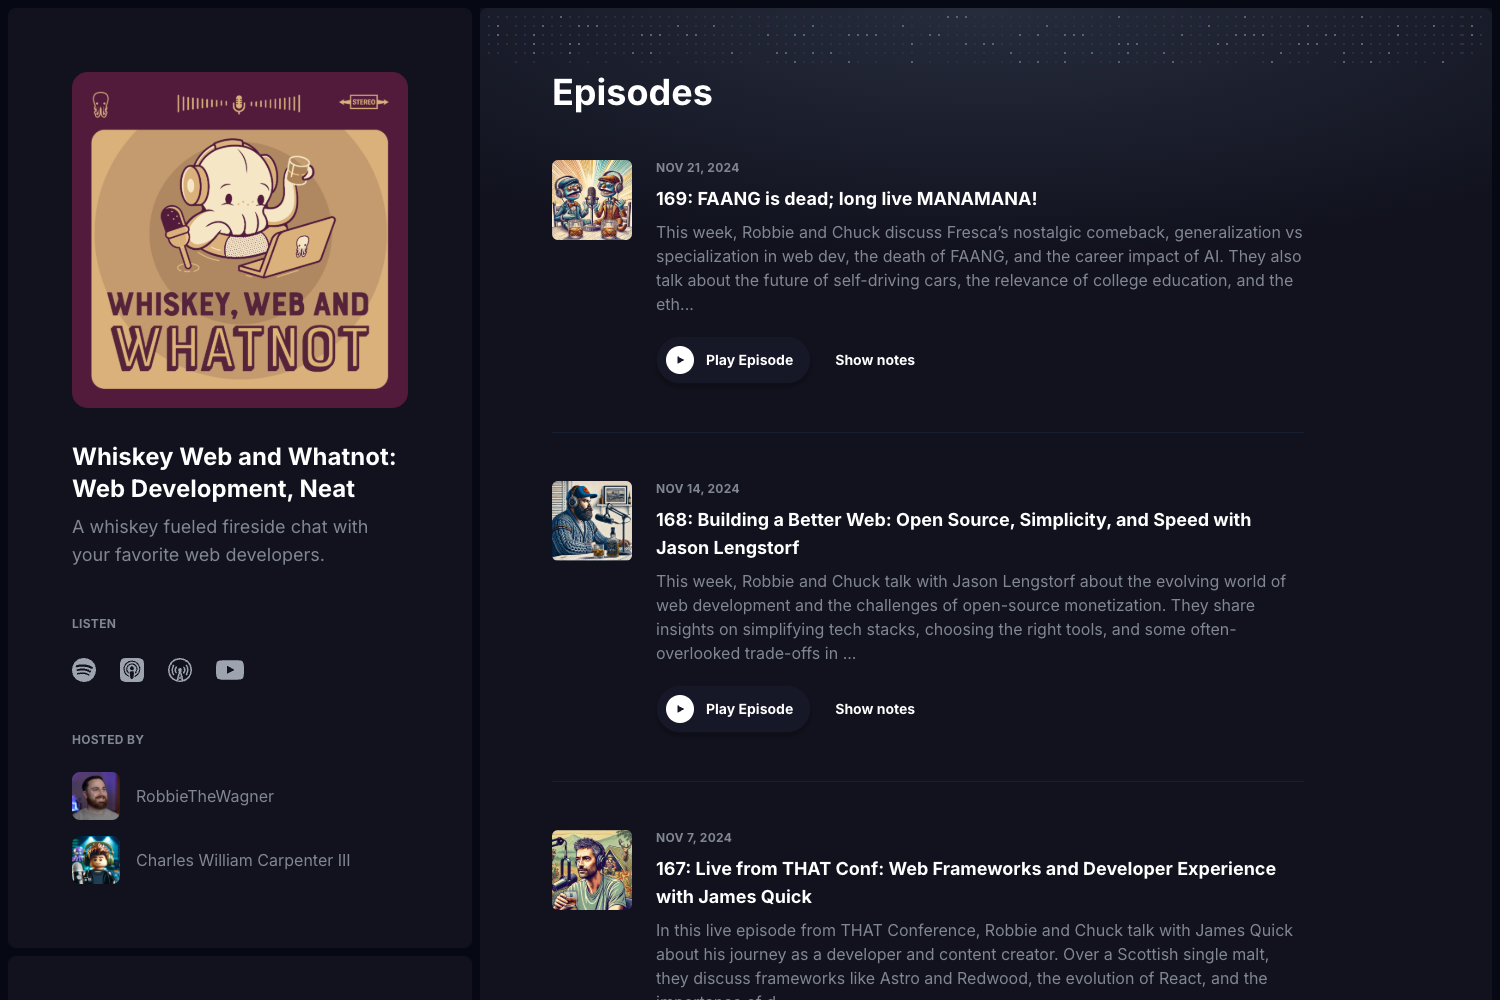 STEREO
WHISKEY, WEB AND
WHATNOT
Whiskey Web and Whatnot:
Web Development, Neat
A whiskey fueled fireside chat with
your favorite web developers.
LISTEN
HOSTED BY
RobbieTheWagner
Charles William Carpenter III
Episodes
NOV 21, 2024
169: FAANG is dead; long live MANAMANA!
This week, Robbie and Chuck discuss Fresca’s nostalgic comeback, generalization vs
specialization in web dev, the death of FAANG, and the career impact of AI. They also
talk about the future of self-driving cars, the relevance of college education, and the
eth...
Play Episode
Show notes
NOV 14, 2024
168: Building a Better Web: Open Source, Simplicity, and Speed with
Jason Lengstorf
This week, Robbie and Chuck talk with Jason Lengstorf about the evolving world of
web development and the challenges of open-source monetization. They share
insights on simplifying tech stacks, choosing the right tools, and some often-
overlooked trade-offs in ...
Play Episode
Show notes
NOV 7, 2024
167: Live from THAT Conf: Web Frameworks and Developer Experience
with James Quick
In this live episode from THAT Conference, Robbie and Chuck talk with James Quick
about his journey as a developer and content creator. Over a Scottish single malt,
they discuss frameworks like Astro and Redwood, the evolution of React, and the